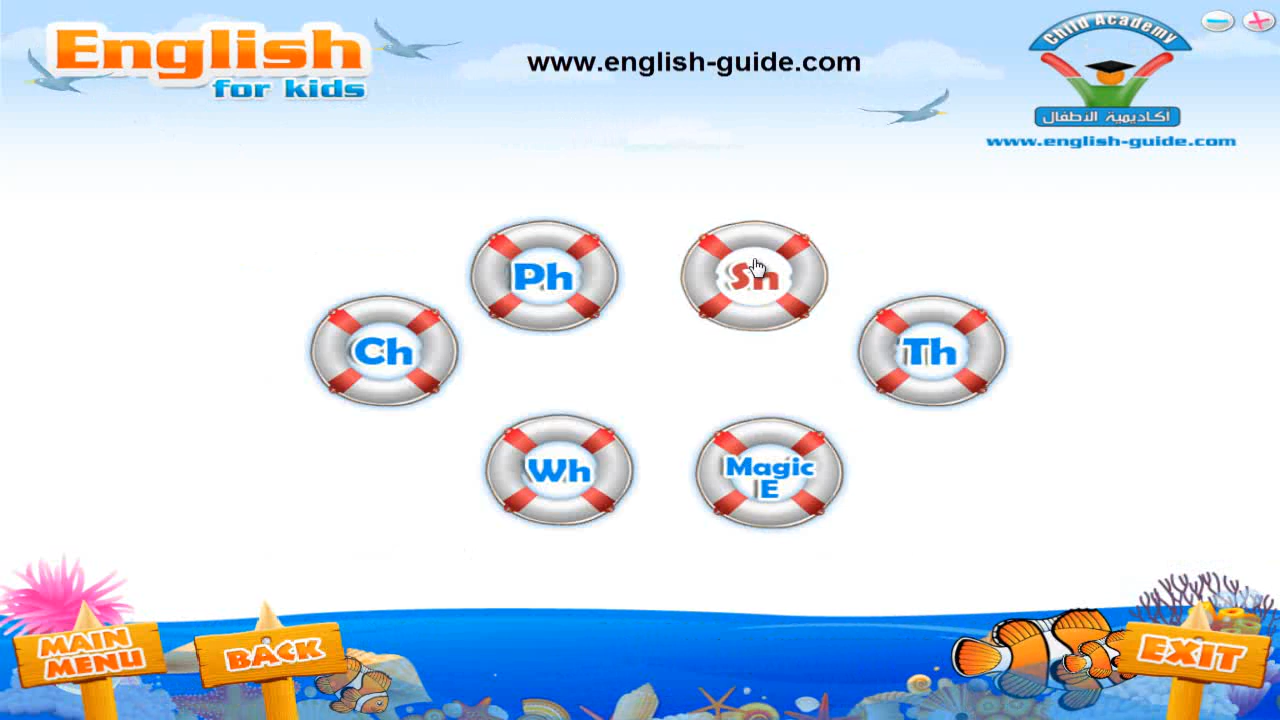 English
for kids
www.english-guide.com
Child Academy
أكاديمية الاطفال
www.english-guide.com
Ph
Sh
Ch
Th
Wh
Magic
E
MAIN
MENU
BACK
EXIT